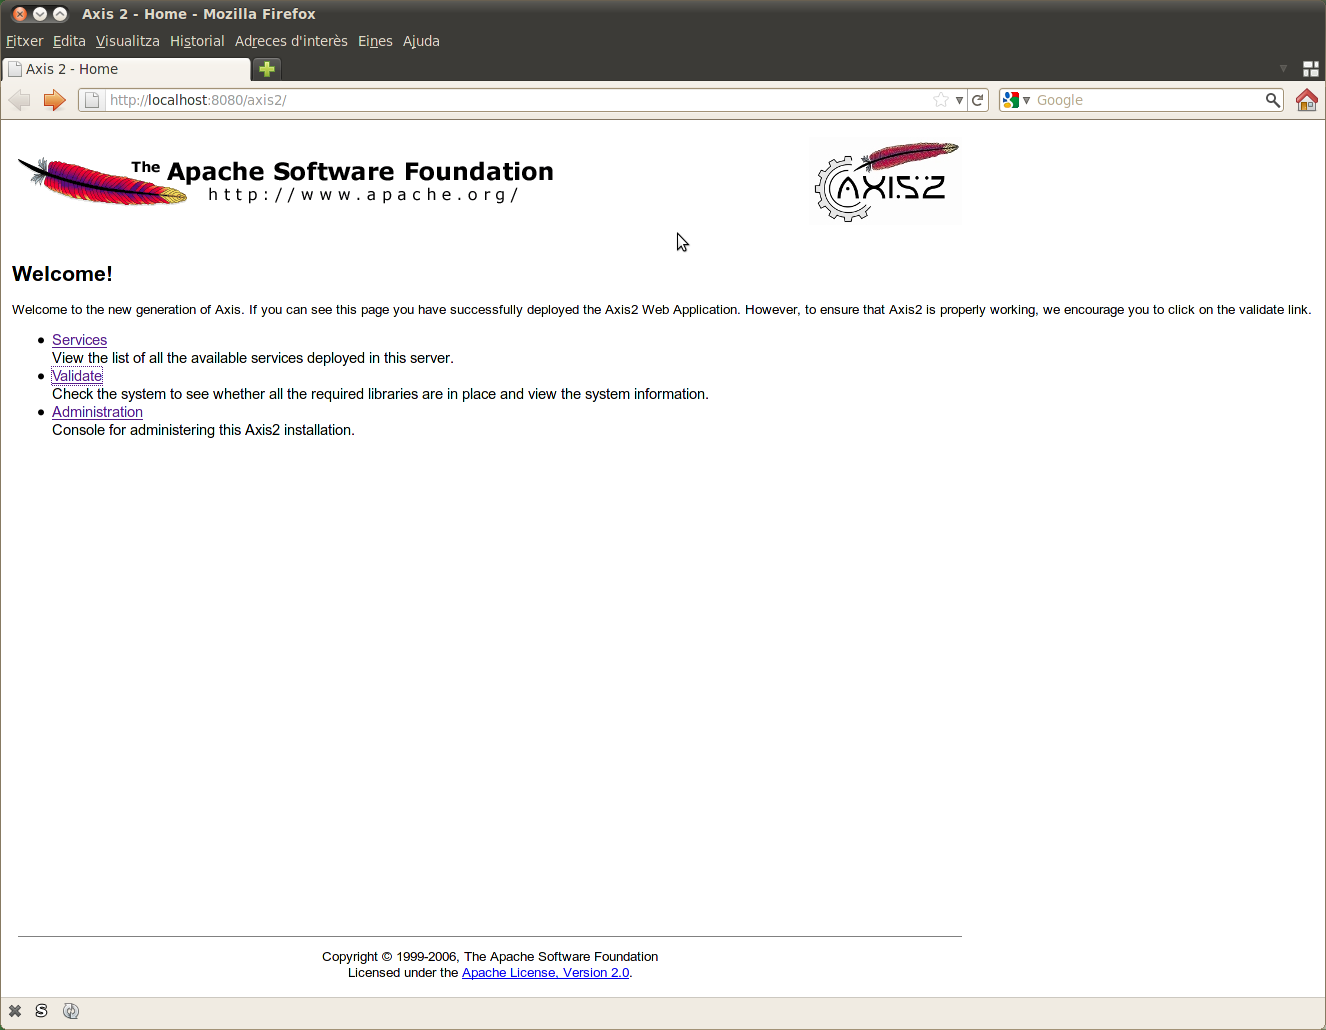 Axis 2 - Home - Mozilla Firefox
Fitxer Edita Visualitza Historial Adreces d'interès Eines Ajuda
Axis 2 - Home
http://localhost:8080/axis2/
Google
The Apache Software Foundation
http://www.apache.org/
AXIS2
Welcome!
Welcome to the new generation of Axis. If you can see this page you have successfully deployed the Axis2 Web Application. However, to ensure that Axis2 is properly working, we encourage you to click on the validate link.
Services
View the list of all the available services deployed in this server.
Validate
Check the system to see whether all the required libraries are in place and view the system information.
Administration
Console for administering this Axis2 installation.
Copyright © 1999-2006, The Apache Software Foundation
Licensed under the Apache License, Version 2.0.
S